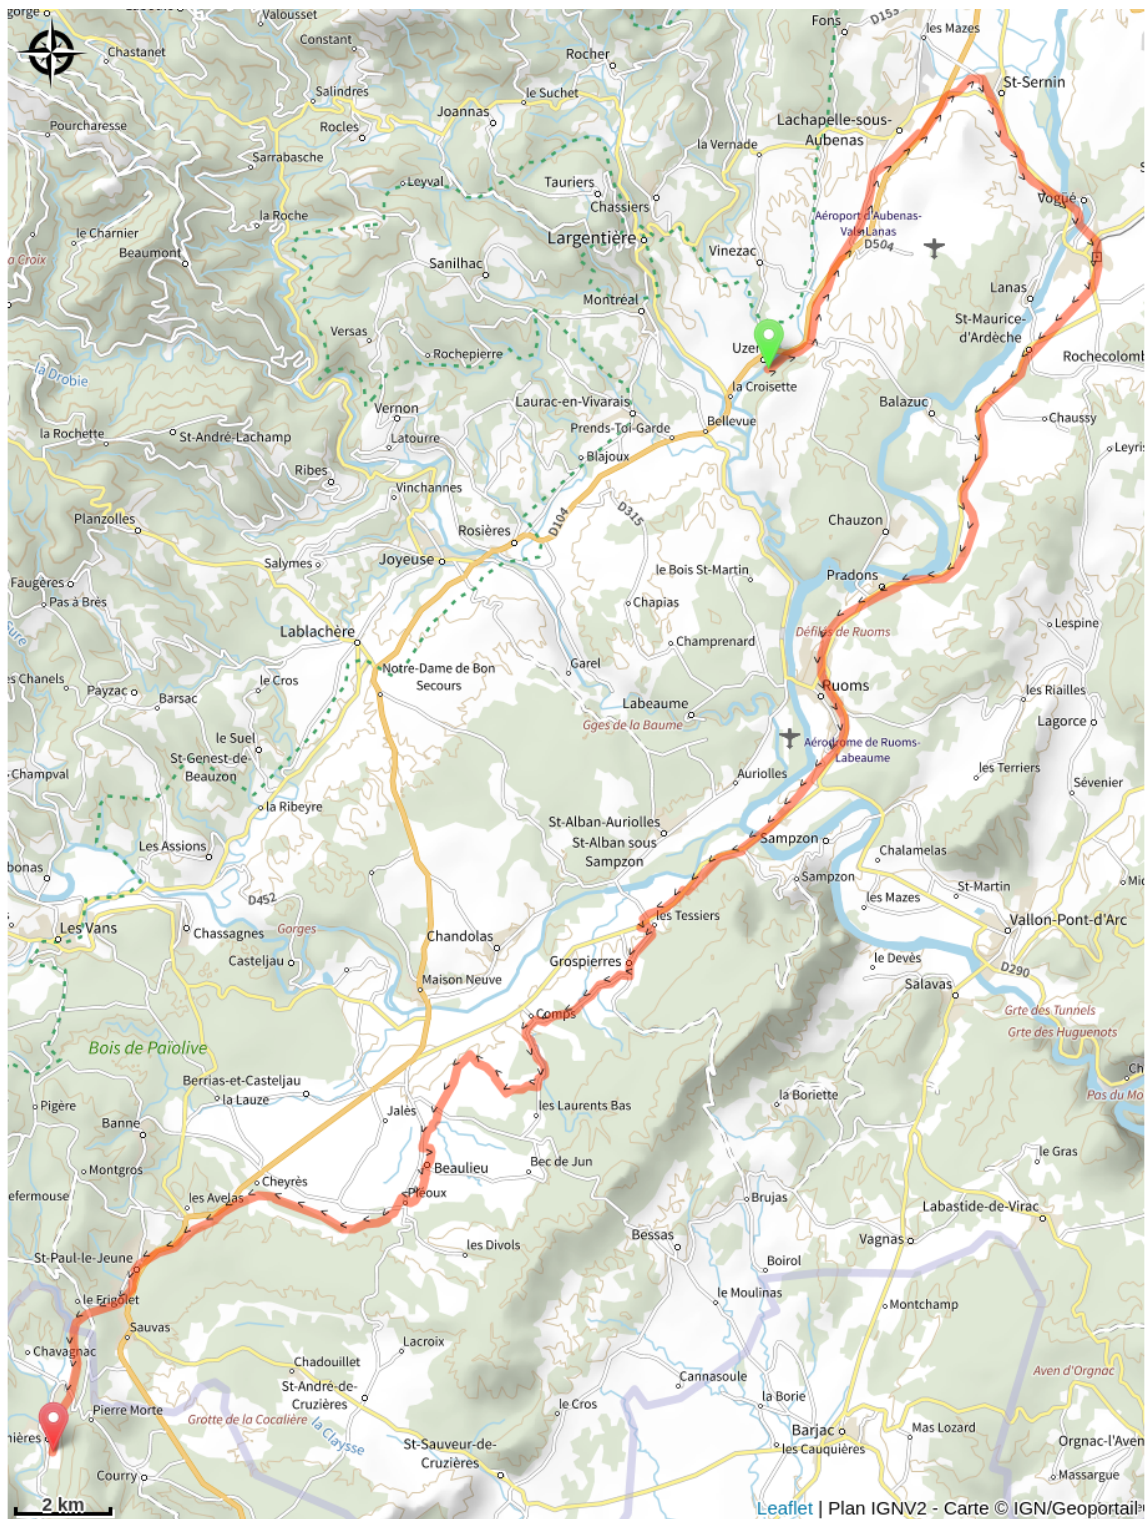 gorge
Valousset
Fons
D153
les Mazes
Constant
Chastanet
Rocher
St-Sernin
Salindres
le Suchet
Joannas
Lachapelle-sous-
Aubenas
Pourcharesse
Rocles
la Vernade
Sarrabasche
Leyval
Tauriers
Chassiers
Vogüé
la Roche
Aéroport d'Aubenas-
Vals-Lanas
D504
le Charnier
Largentière
Beaumont
Vinezac
la Croix
Sanilhac
Lanas
Montréal
St-Maurice-
d'Ardèche
Versas
Rochepierre
Rochecolomb
la Drobie
la Croisette
Laurac-en-Vivarais
Balazuc
Vernon
Chaussy
Bellevue
Prends-Toi-Garde
la Rochette
St-André-Lachamp
Latourre
Blajoux
Ribes
Vinchannes
D315
Planzolles
D104
Chauzon
Rosières
Salymes
Joyeuse
le Bois St-Martin
Pradons
Faugères
Pas à Brès
Chapias
Lablachère
Défilés de Ruoms
Lespine
Champrenard
Notre-Dame de Bon
Secours
Garel
es Chanels
Payzac
Barsac
le Cros
Ruoms
les Riailles
Labeaume
Lagorce
Gges de la Baume
le Suel
St-Genest-de-
Beauzon
Aérodrome de Ruoms-
Labeaume
Champval
Auriolles
les Terriers
Sévenier
la Ribeyre
St-Alban-Auriolles
St-Alban sous
Sampzon
Sampzon
Les Assions
Chalamelas
bonas
Sampzon
St-Martin
les Mazes
D452
les Tessiers
Vallon-Pont-d'Arc
Les Vans
Chassagnes
Gorges
Chandolas
Casteljau
Grospierres
le Devès
D290
Maison Neuve
Salavas
Comps
Grte des Tunnels
Grte des Huguenots
Bois de Païolive
Berrias-et-Casteljau
la Lauze
la Boriette
Pas du Mo
Pigère
Jalès
les Laurents Bas
Banne
Montgros
Beaulieu
Bec de Jun
le Gras
efermouse
Cheyrès
Pléoux
les Avelas
Brujas
Labastide-de-Virac
Bessas
Vagnas
St-Paul-le-Jeune
les Divols
Boirol
le Frigolet
le Moulinas
Montchamp
Sauvas
Chavagnac
Lacroix
Chadouillet
St-André-de-
Cruzières
Cannasoule
Aven d'Orgnac
le Cros
la Borie
Pierre Morte
Grotte de la Cocalière
la Claysse
Barjac
Mas Lozard
St-Sauveur-de-
Cruzières
les Cauquières
Orgnac-l'Aven
Courry
Massargue
2 km
Leaflet | Plan IGNV2 - Carte © IGN/Geoportail